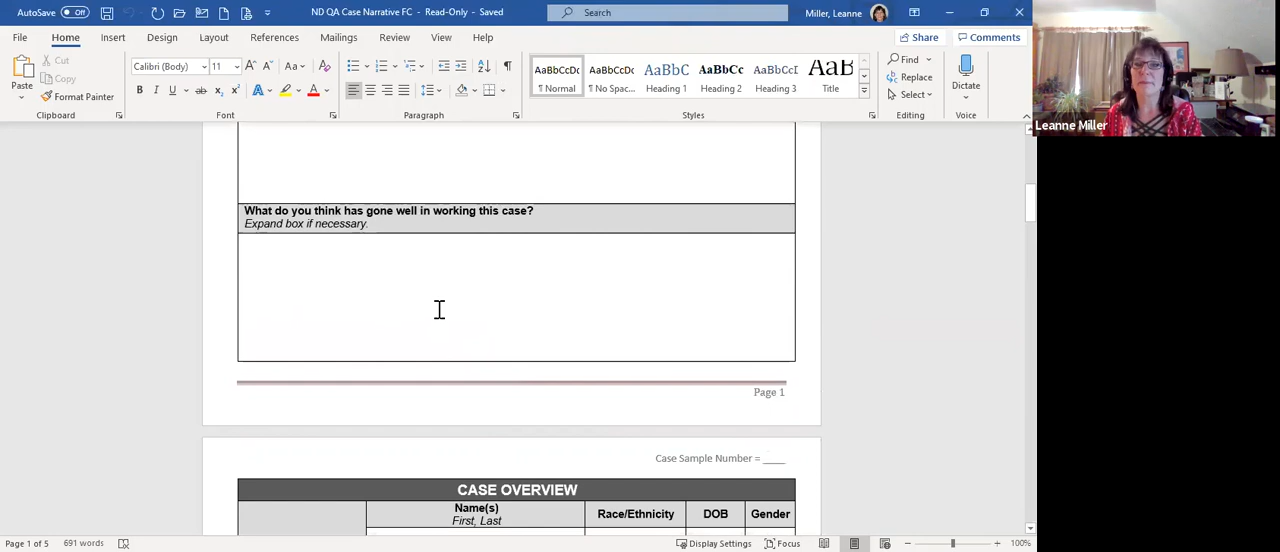 AutoSave Off ND QA Case Narrative FC - Read-Only - Saved Search Miller, Leanne
File Home Insert Design Layout References Mailings Review View Help Share Comments
Paste
Cut
Copy
Format Painter
Clipboard
Calibri (Body) 11
Font
Paragraph
AaBbCcDc AaBbCcDc AaBbC AaBbCc AaBbCcD AaB
¶ Normal ¶ No Spac... Heading 1 Heading 2 Heading 3 Title
Styles
Find
Replace
Select
Editing
Dictate
Voice
Leanne Miller
What do you think has gone well in working this case?
Expand box if necessary.
Page 1
Case Sample Number = ____
CASE OVERVIEW
Name(s)
First, Last
Race/Ethnicity DOB Gender
Page 1 of 5 691 words Display Settings Focus 100%